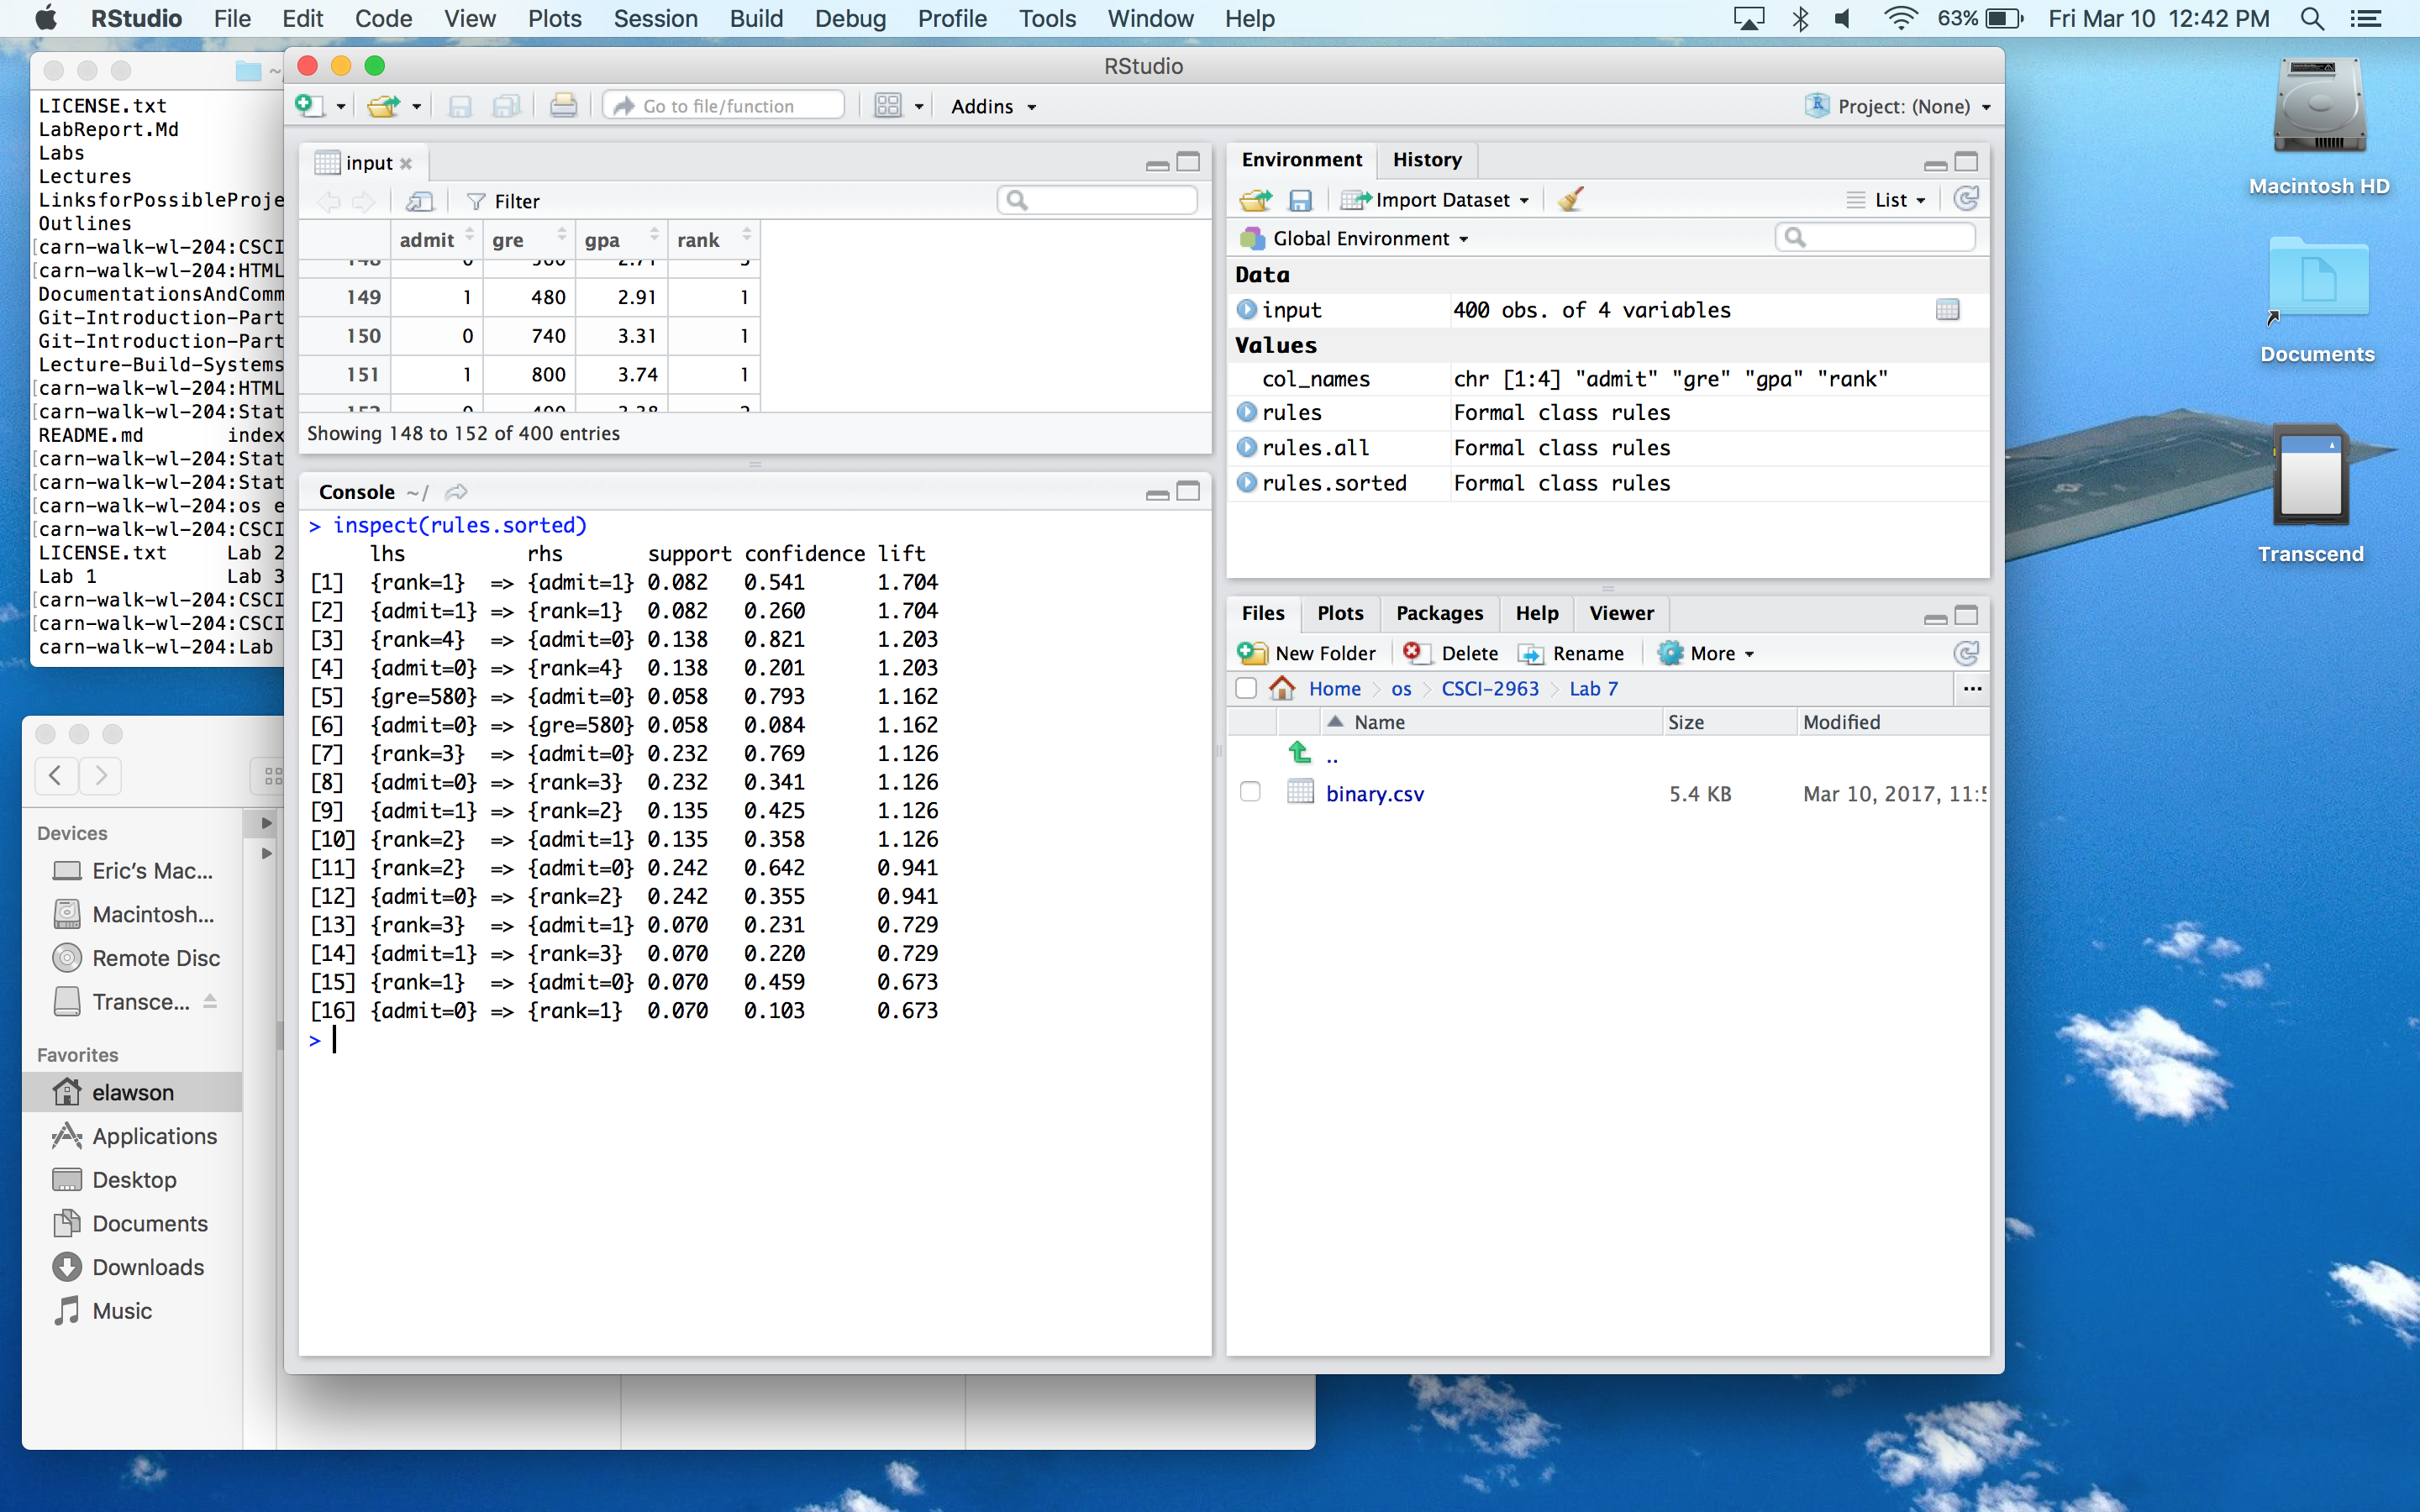 RStudio File Edit Code View Plots Session Build Debug Profile Tools Window Help 63% Fri Mar 10 12:42 PM
~
LICENSE.txt
LabReport.Md
Labs
Lectures
LinksforPossibleProje
Outlines
[carn-walk-wl-204:CSCI
[carn-walk-wl-204:HTML
DocumentationsAndComm
Git-Introduction-Part
Git-Introduction-Part
Lecture-Build-Systems
[carn-walk-wl-204:HTML
[carn-walk-wl-204:Stat
README.md index
[carn-walk-wl-204:Stat
[carn-walk-wl-204:Stat
[carn-walk-wl-204:os e
[carn-walk-wl-204:CSCI
LICENSE.txt Lab 2
Lab 1 Lab 3
[carn-walk-wl-204:CSCI
[carn-walk-wl-204:CSCI
carn-walk-wl-204:Lab
Devices
Eric's Mac...
Macintosh...
Remote Disc
Transce...
Favorites
elawson
Applications
Desktop
Documents
Downloads
Music
RStudio
Go to file/function Addins Project: (None)
input
Filter
admit gre gpa rank
149 1 480 2.91 1
150 0 740 3.31 1
151 1 800 3.74 1
Showing 148 to 152 of 400 entries
Console ~/
> inspect(rules.sorted)
lhs rhs support confidence lift
[1] {rank=1} => {admit=1} 0.082 0.541 1.704
[2] {admit=1} => {rank=1} 0.082 0.260 1.704
[3] {rank=4} => {admit=0} 0.138 0.821 1.203
[4] {admit=0} => {rank=4} 0.138 0.201 1.203
[5] {gre=580} => {admit=0} 0.058 0.793 1.162
[6] {admit=0} => {gre=580} 0.058 0.084 1.162
[7] {rank=3} => {admit=0} 0.232 0.769 1.126
[8] {admit=0} => {rank=3} 0.232 0.341 1.126
[9] {admit=1} => {rank=2} 0.135 0.425 1.126
[10] {rank=2} => {admit=1} 0.135 0.358 1.126
[11] {rank=2} => {admit=0} 0.242 0.642 0.941
[12] {admit=0} => {rank=2} 0.242 0.355 0.941
[13] {rank=3} => {admit=1} 0.070 0.231 0.729
[14] {admit=1} => {rank=3} 0.070 0.220 0.729
[15] {rank=1} => {admit=0} 0.070 0.459 0.673
[16] {admit=0} => {rank=1} 0.070 0.103 0.673
>
Environment History
Import Dataset List
Global Environment
Data
input 400 obs. of 4 variables
Values
col_names chr [1:4] "admit" "gre" "gpa" "rank"
rules Formal class rules
rules.all Formal class rules
rules.sorted Formal class rules
Files Plots Packages Help Viewer
New Folder Delete Rename More
Home os CSCI-2963 Lab 7 ...
Name Size Modified
..
binary.csv 5.4 KB Mar 10, 2017, 11:5
Macintosh HD
Documents
Transcend